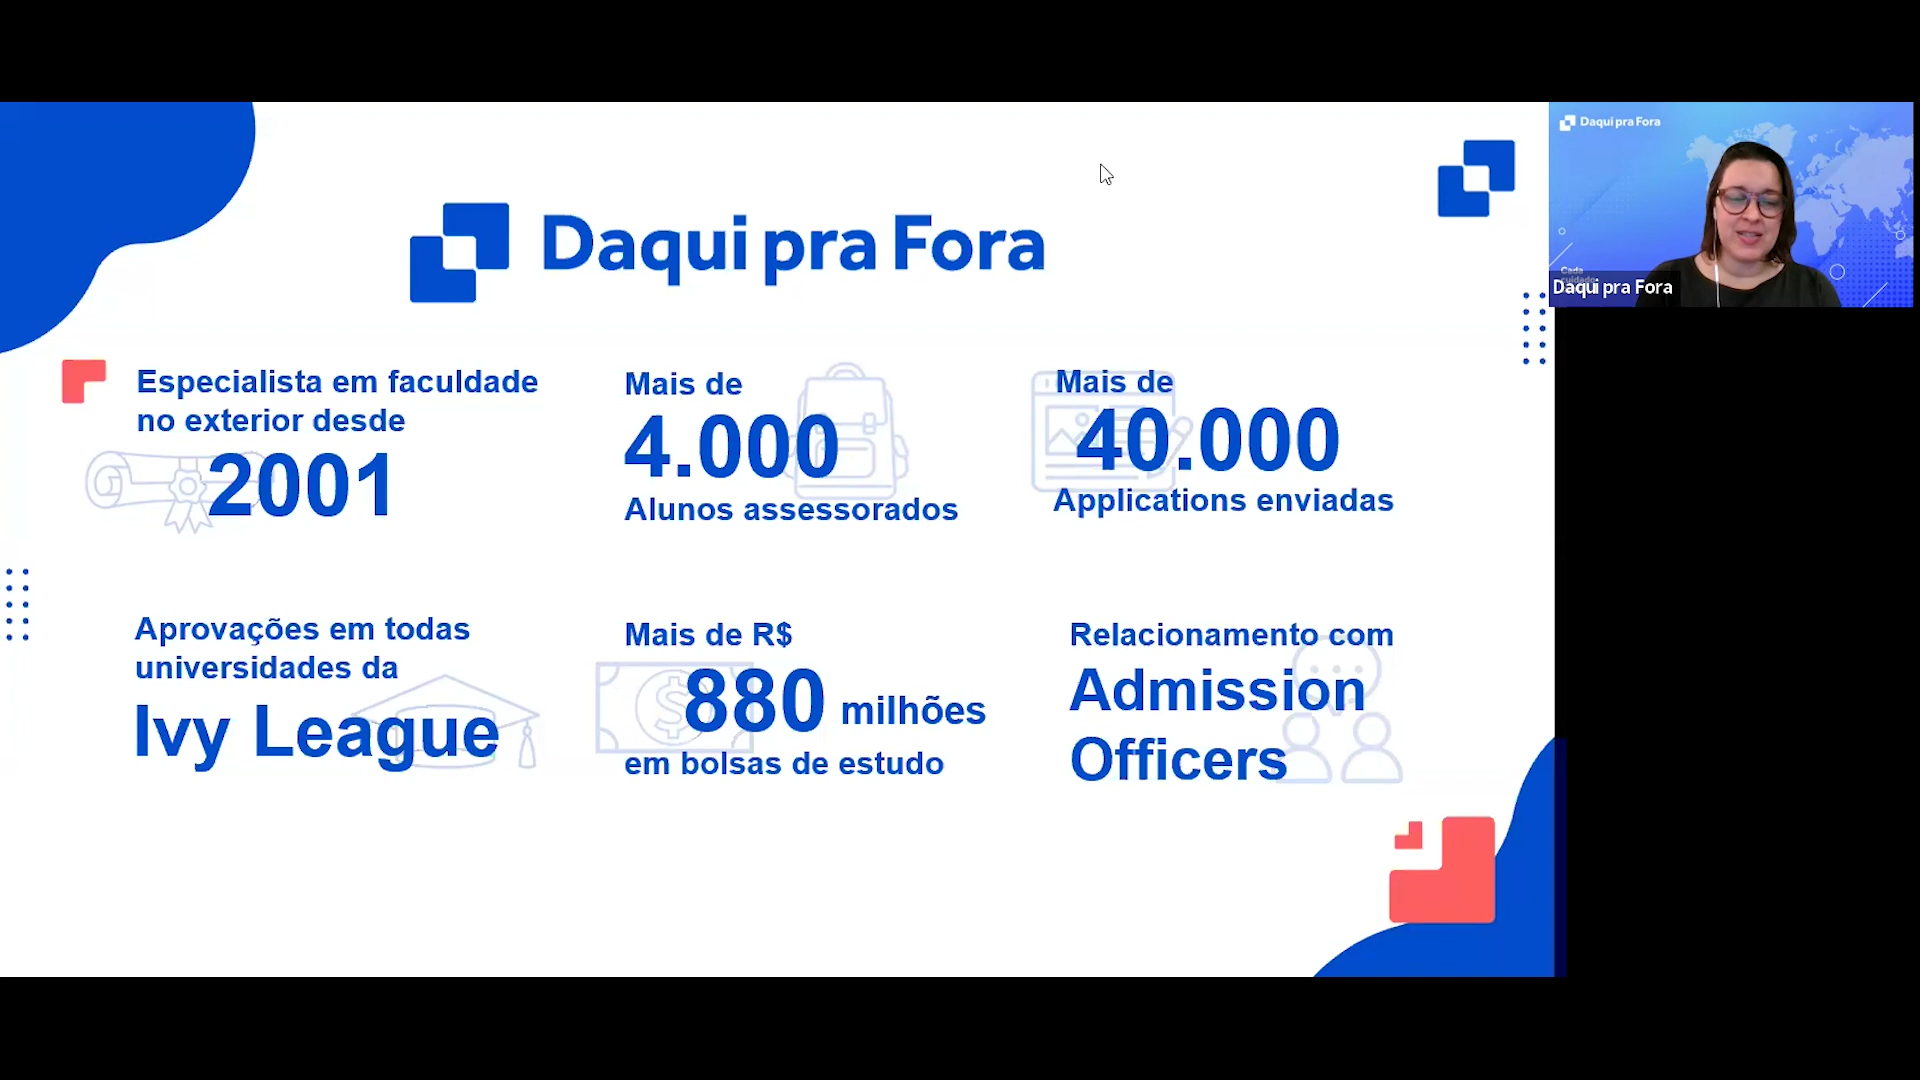 Daqui pra Fora
Especialista em faculdade
no exterior desde
2001
Mais de
4.000
Alunos assessorados
Mais de
40.000
Applications enviadas
Aprovações em todas
universidades da
Ivy League
Mais de R$
880 milhões
em bolsas de estudo
Relacionamento com
Admission
Officers
Daqui pra Fora
Cada
Daqui pra Fora